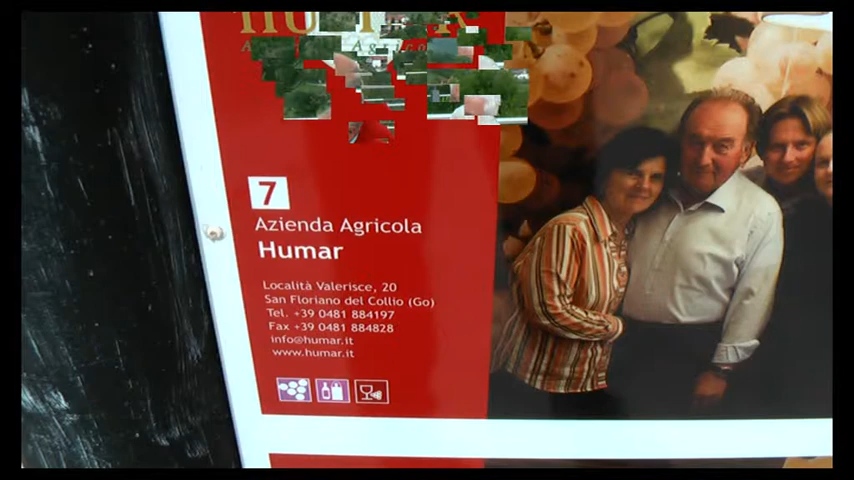 7
Azienda Agricola
Humar
Località Valerisce, 20
San Floriano del Collio (Go)
Tel. +39 0481 884197
Fax +39 0481 884828
info@humar.it
www.humar.it